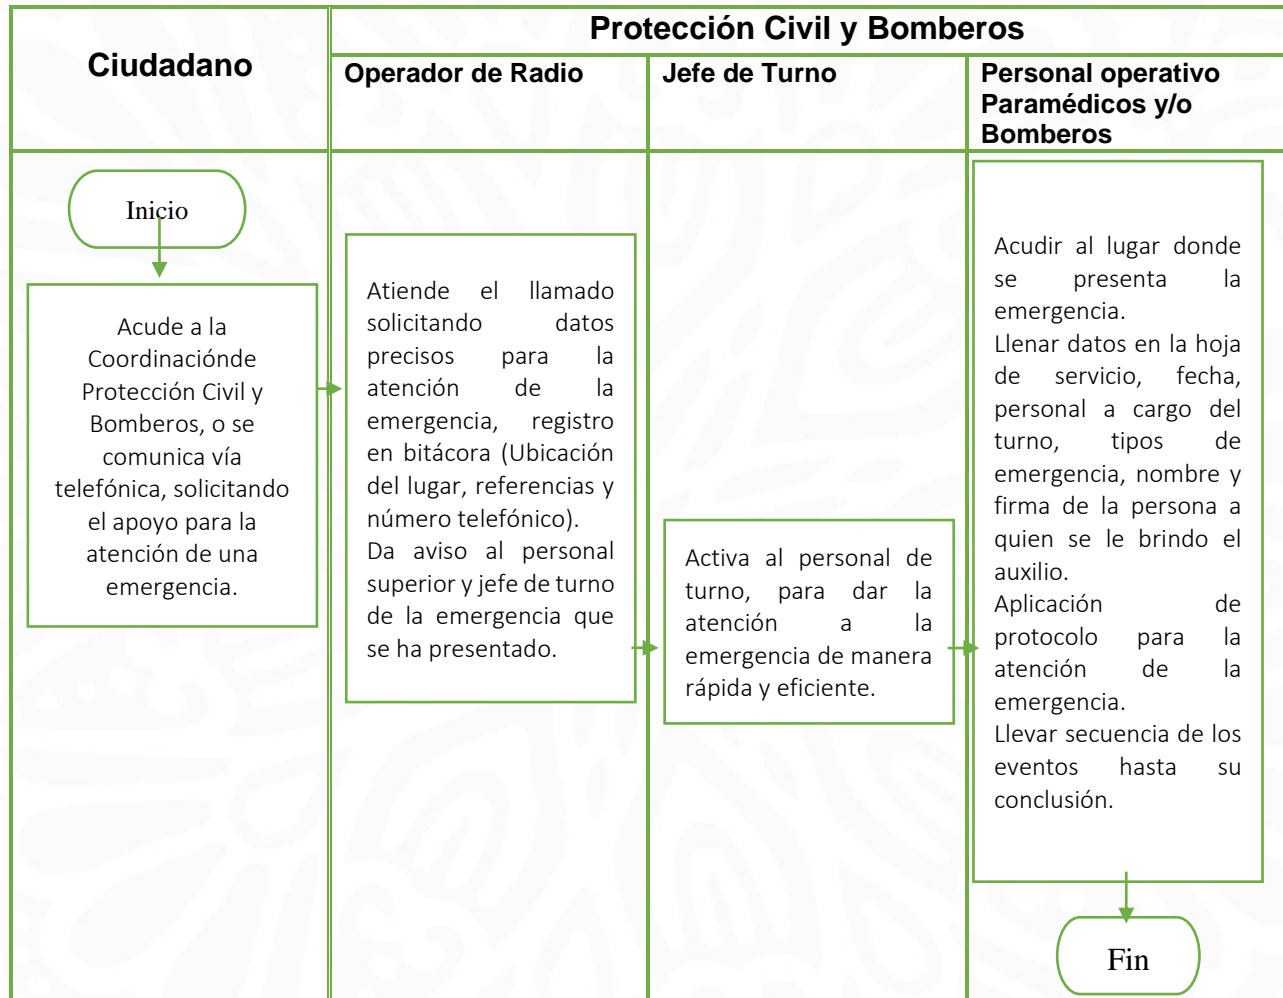 Ciudadano
Protección Civil y Bomberos
Operador de Radio
Jefe de Turno
Personal operativo
Paramédicos y/o
Bomberos
Inicio
Acude a la
Coordinaciónde
Protección Civil y
Bomberos, o se
comunica vía
telefónica, solicitando
el apoyo para la
atención de una
emergencia.
Atiende el llamado
solicitando datos
precisos para la
atención de la
emergencia, registro
en bitácora (Ubicación
del lugar, referencias y
número telefónico).
Da aviso al personal
superior y jefe de turno
de la emergencia que
se ha presentado.
Activa al personal de
turno, para dar la
atención a la
emergencia de manera
rápida y eficiente.
Acudir al lugar donde
se presenta la
emergencia.
Llenar datos en la hoja
de servicio, fecha,
personal a cargo del
turno, tipos de
emergencia, nombre y
firma de la persona a
quien se le brindo el
auxilio.
Aplicación de
protocolo para la
atención de la
emergencia.
Llevar secuencia de los
eventos hasta su
conclusión.
Fin